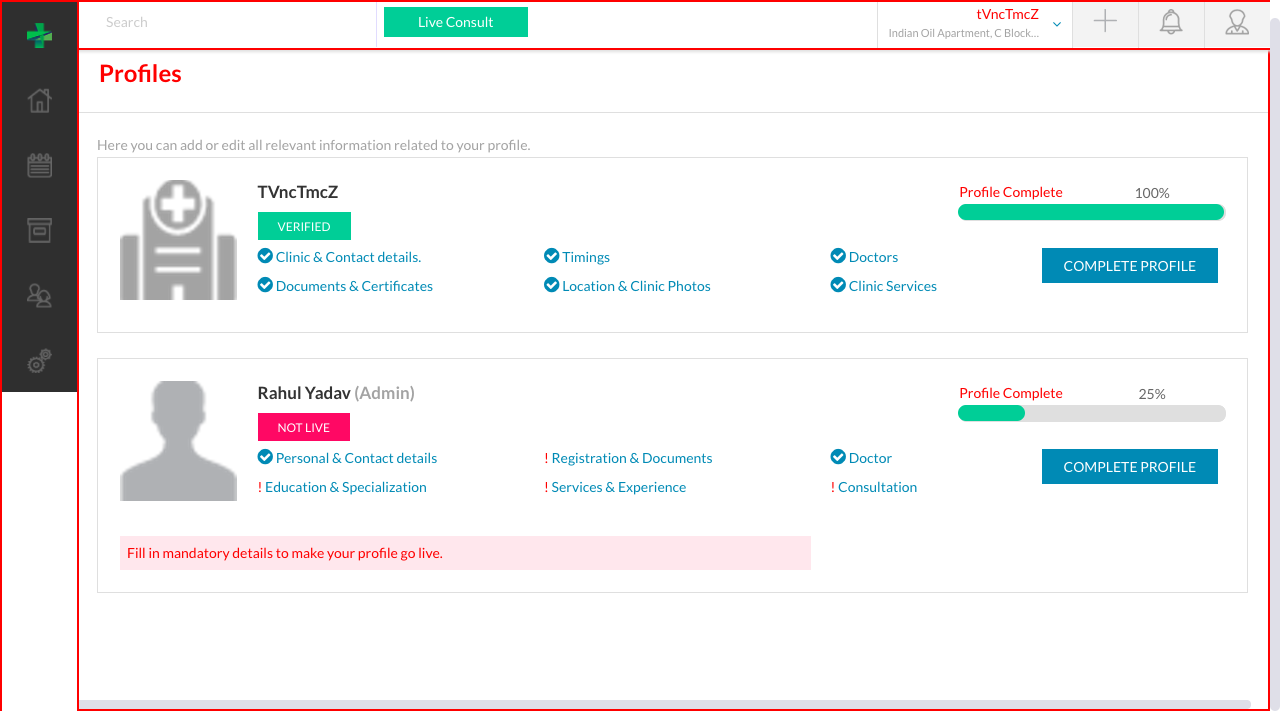 Search
Live Consult
tVncTmcZ
Indian Oil Apartment, C Block...
Profiles
Here you can add or edit all relevant information related to your profile.
TVncTmcZ
Profile Complete 100%
VERIFIED
Clinic & Contact details. Timings Doctors
COMPLETE PROFILE
Documents & Certificates Location & Clinic Photos Clinic Services
Rahul Yadav (Admin)
Profile Complete 25%
NOT LIVE
Personal & Contact details ! Registration & Documents Doctor
COMPLETE PROFILE
! Education & Specialization ! Services & Experience ! Consultation
Fill in mandatory details to make your profile go live.